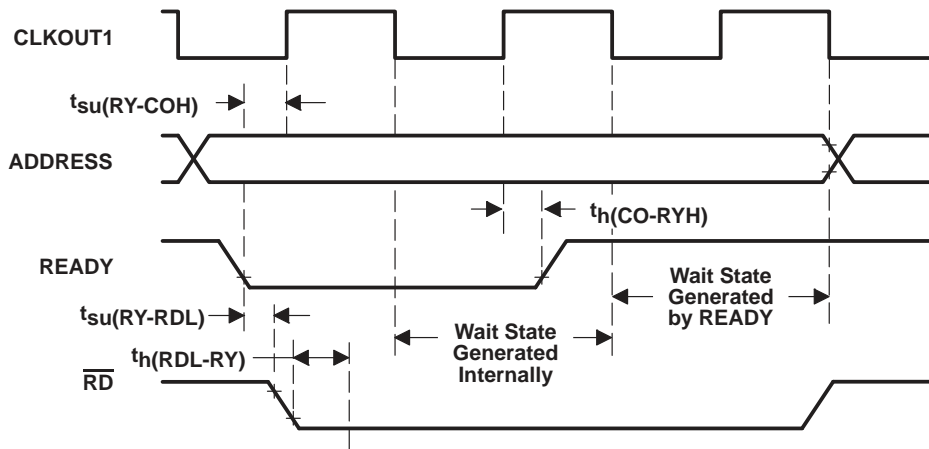 CLKOUT1
tsu(RY-COH)
ADDRESS
th(CO-RYH)
READY
Wait State
Generated
by READY
tsu(RY-RDL)
Wait State
Generated
Internally
th(RDL-RY)
RD